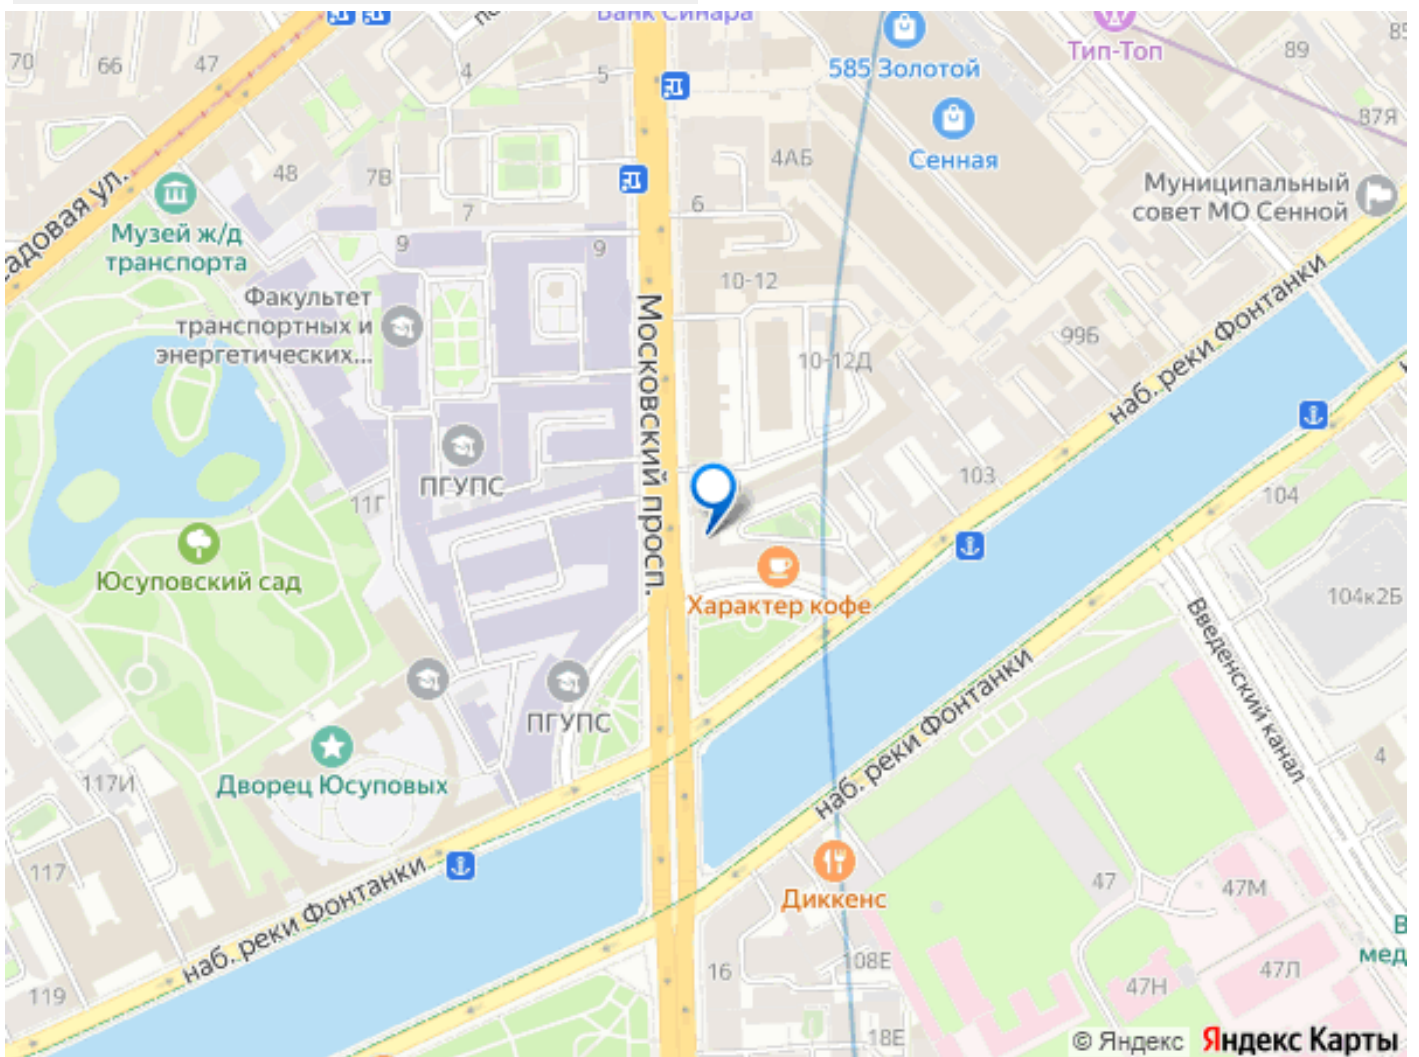 Банк Синара
70
66
47
4
5
585 Золотой
Тип-Топ
89
85
87Я
Сенная
4АБ
48
7В
7
6
Муниципальный
совет МО Сенной
Музей ж/д
транспорта
9
9
10-12
Факультет
транспортных и
энергетических...
Московский просп.
10-12Д
99Б
наб. реки Фонтанки
ПГУПС
11Г
103
104
Юсуповский сад
Характер кофе
104к2Б
Введенский канал
ПГУПС
наб. реки Фонтанки
Дворец Юсуповых
117И
4
117
наб. реки Фонтанки
Диккенс
47
47М
16
108Е
47Н
47Л
мед
119
18Е
© Яндекс Яндекс Карты